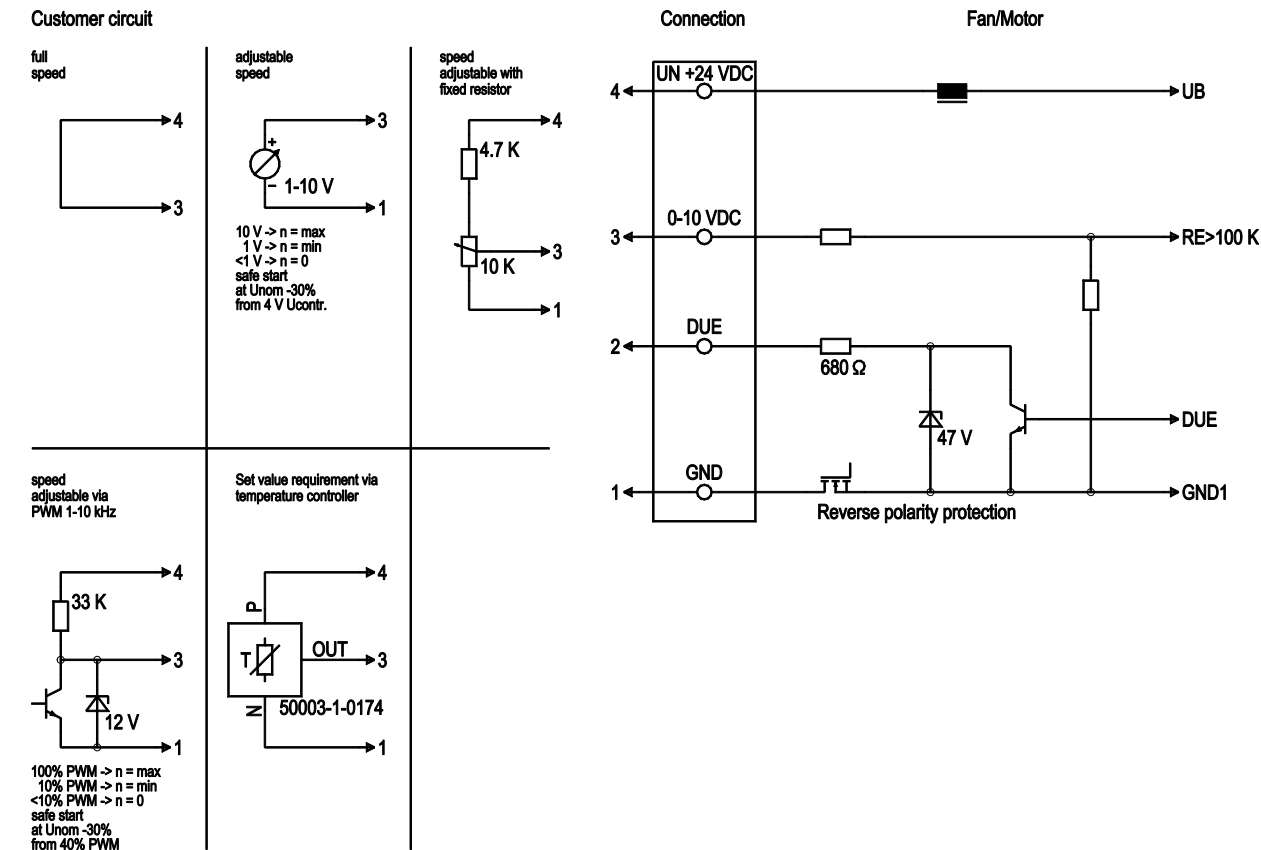 Customer circuit
Connection
Fan/Motor
full
speed
4
3
adjustable
speed
3
+
−
1-10 V
1
10 V -> n = max
1 V -> n = min
<1 V -> n = 0
safe start
at Unom -30%
from 4 V Ucontr.
speed
adjustable with
fixed resistor
4
4.7 K
3
10 K
1
UN +24 VDC
4
UB
0-10 VDC
3
RE>100 K
DUE
2
680 Ω
47 V
DUE
GND
1
GND1
Reverse polarity protection
speed
adjustable via
PWM 1-10 kHz
4
33 K
3
12 V
1
100% PWM -> n = max
10% PWM -> n = min
<10% PWM -> n = 0
safe start
at Unom -30%
from 40% PWM
Set value requirement via
temperature controller
4
P
T
OUT
3
N
50003-1-0174
1